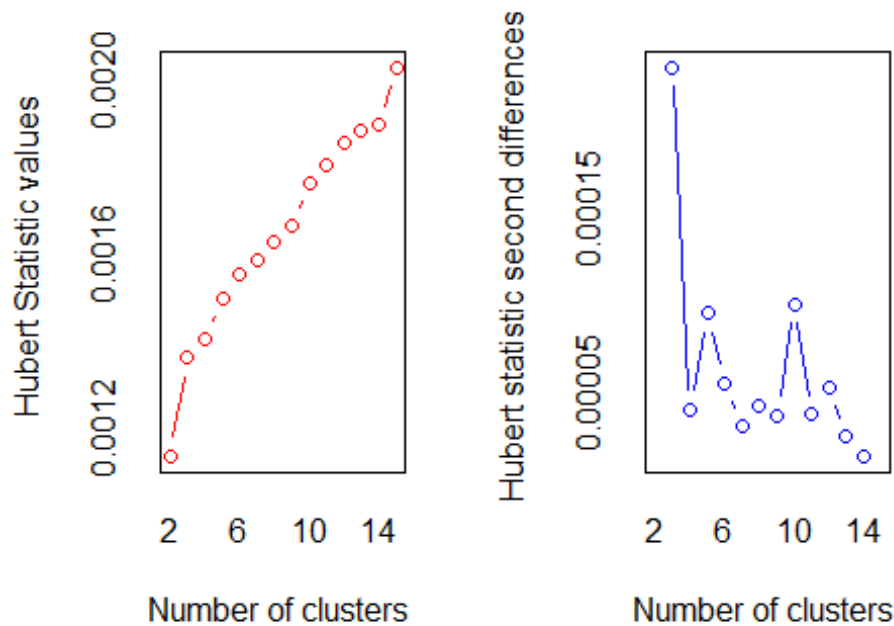 Hubert Statistic values
0.0012 0.0016 0.0020
2 6 10 14
Number of clusters
Hubert statistic second differences
0.00005 0.00015
2 6 10 14
Number of clusters